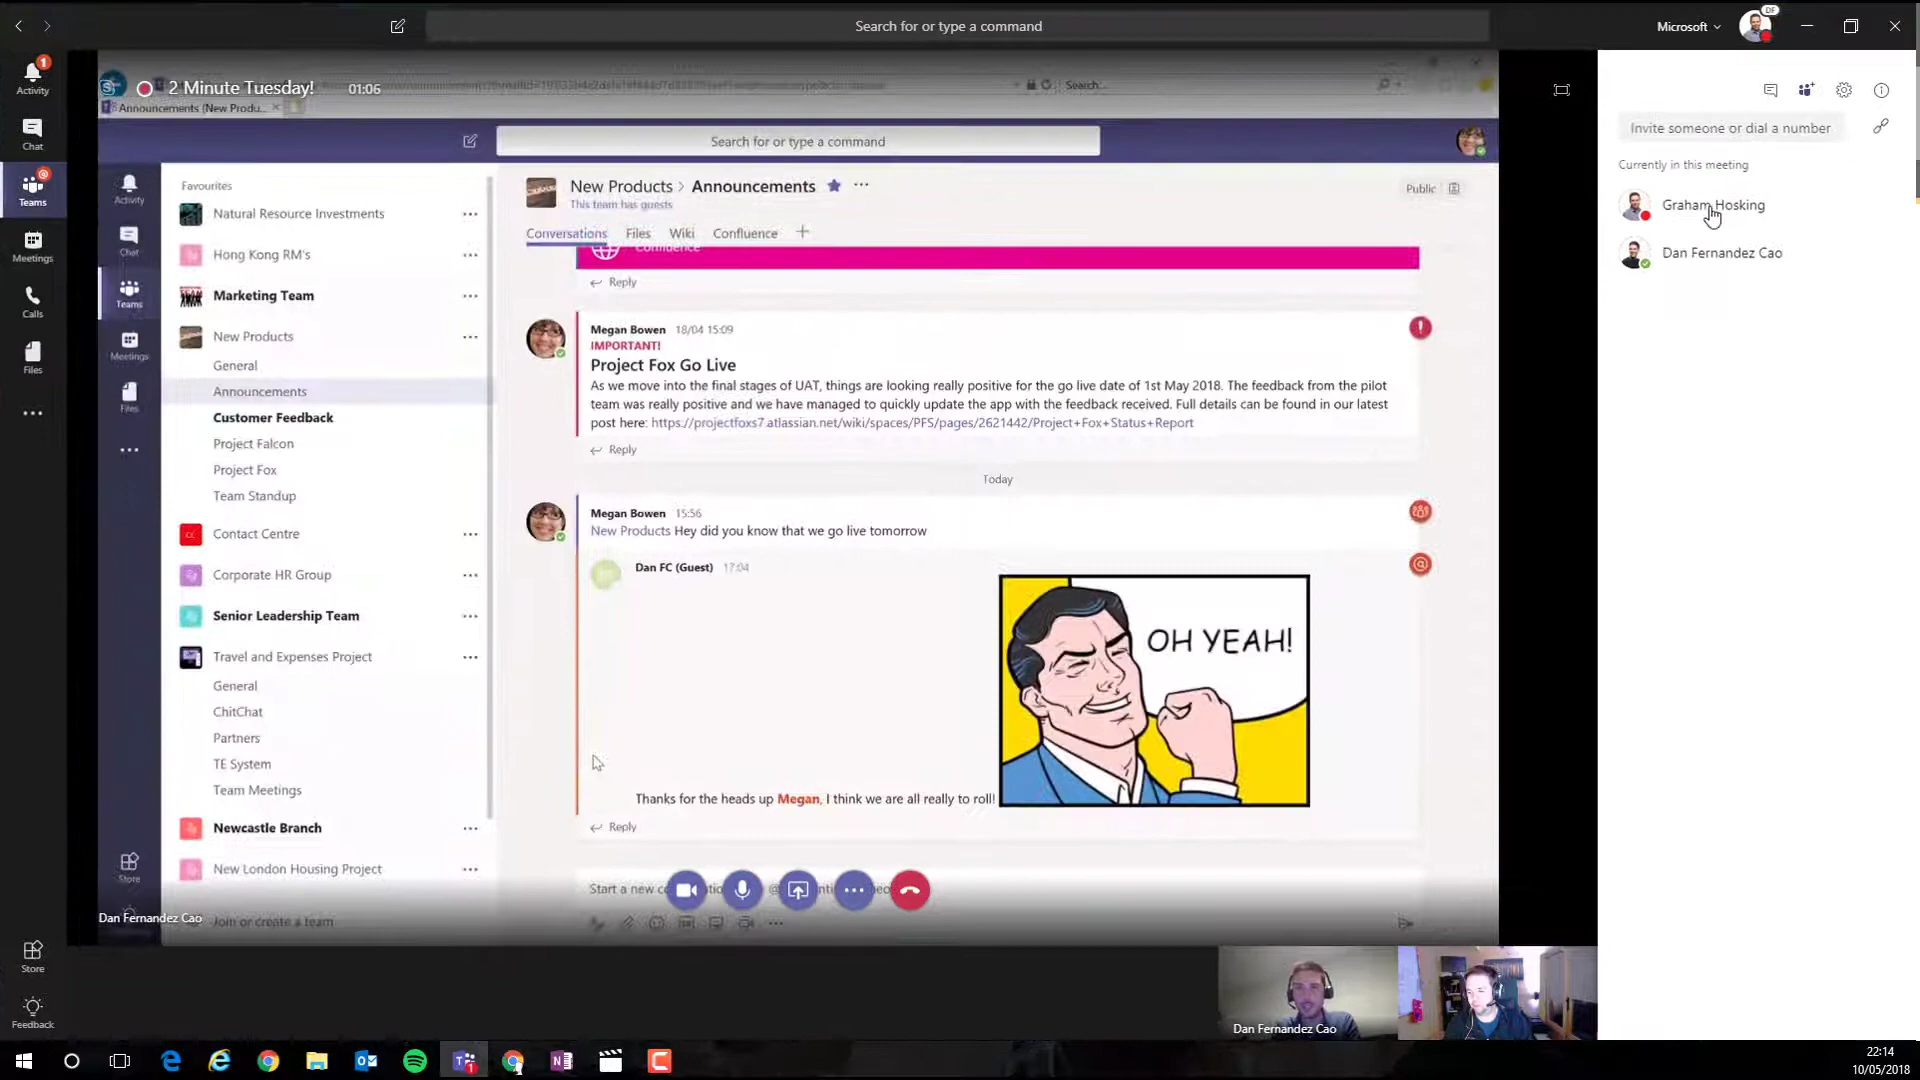 Search for or type a command
Microsoft
DF
1
Activity
Chat
Teams
Meetings
Calls
Files
Store
Feedback
2 Minute Tuesday!
01:06
Search...
Announcements (New Produ...
Search for or type a command
Activity
Chat
Teams
Meetings
Files
Store
Favourites
Natural Resource Investments
Hong Kong RM's
Marketing Team
New Products
General
Announcements
Customer Feedback
Project Falcon
Project Fox
Team Standup
Contact Centre
Corporate HR Group
Senior Leadership Team
Travel and Expenses Project
General
ChitChat
Partners
TE System
Team Meetings
Newcastle Branch
New London Housing Project
Join or create a team
Dan Fernandez Cao
New Products > Announcements
This team has guests
Public
Conversations Files Wiki Confluence +
Confluence
Reply
Megan Bowen 18/04 15:09
IMPORTANT!
Project Fox Go Live
As we move into the final stages of UAT, things are looking really positive for the go live date of 1st May 2018. The feedback from the pilot
team was really positive and we have managed to quickly update the app with the feedback received. Full details can be found in our latest
post here: https://projectfoxs7.atlassian.net/wiki/spaces/PFS/pages/2621442/Project+Fox+Status+Report
Reply
Today
Megan Bowen 15:56
New Products Hey did you know that we go live tomorrow
Dan FC (Guest) 17:04
OH YEAH!
Thanks for the heads up Megan, I think we are all really to roll!
Reply
Start a new
Invite someone or dial a number
Currently in this meeting
Graham Hosking
Dan Fernandez Cao
Dan Fernandez Cao
22:14
10/05/2018